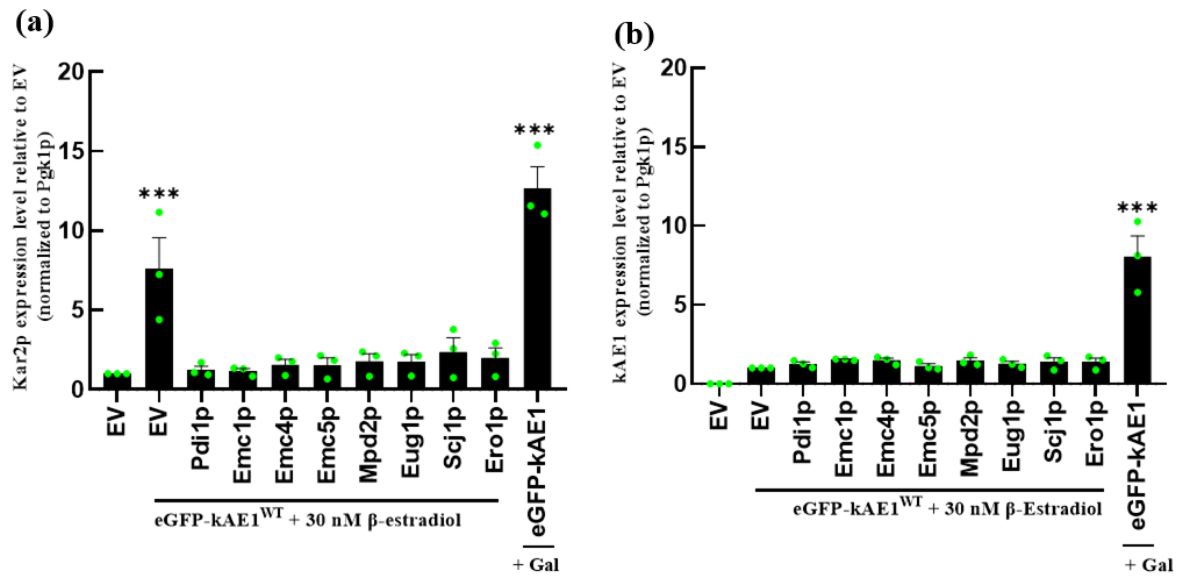 (a)
Kar2p expression level relative to EV
(normalized to Pgk1p)
20
15
10
5
0
***
***
EV
EV
Pdi1p
Emc1p
Emc4p
Emc5p
Mpd2p
Eug1p
Scj1p
Ero1p
eGFP-kAE1
eGFP-kAE1WT + 30 nM β-estradiol
+ Gal
(b)
kAE1 expression level relative to EV
(normalized to Pgk1p)
20
15
10
5
0
***
EV
EV
Pdi1p
Emc1p
Emc4p
Emc5p
Mpd2p
Eug1p
Scj1p
Ero1p
eGFP-kAE1
eGFP-kAE1WT + 30 nM β-Estradiol
+ Gal